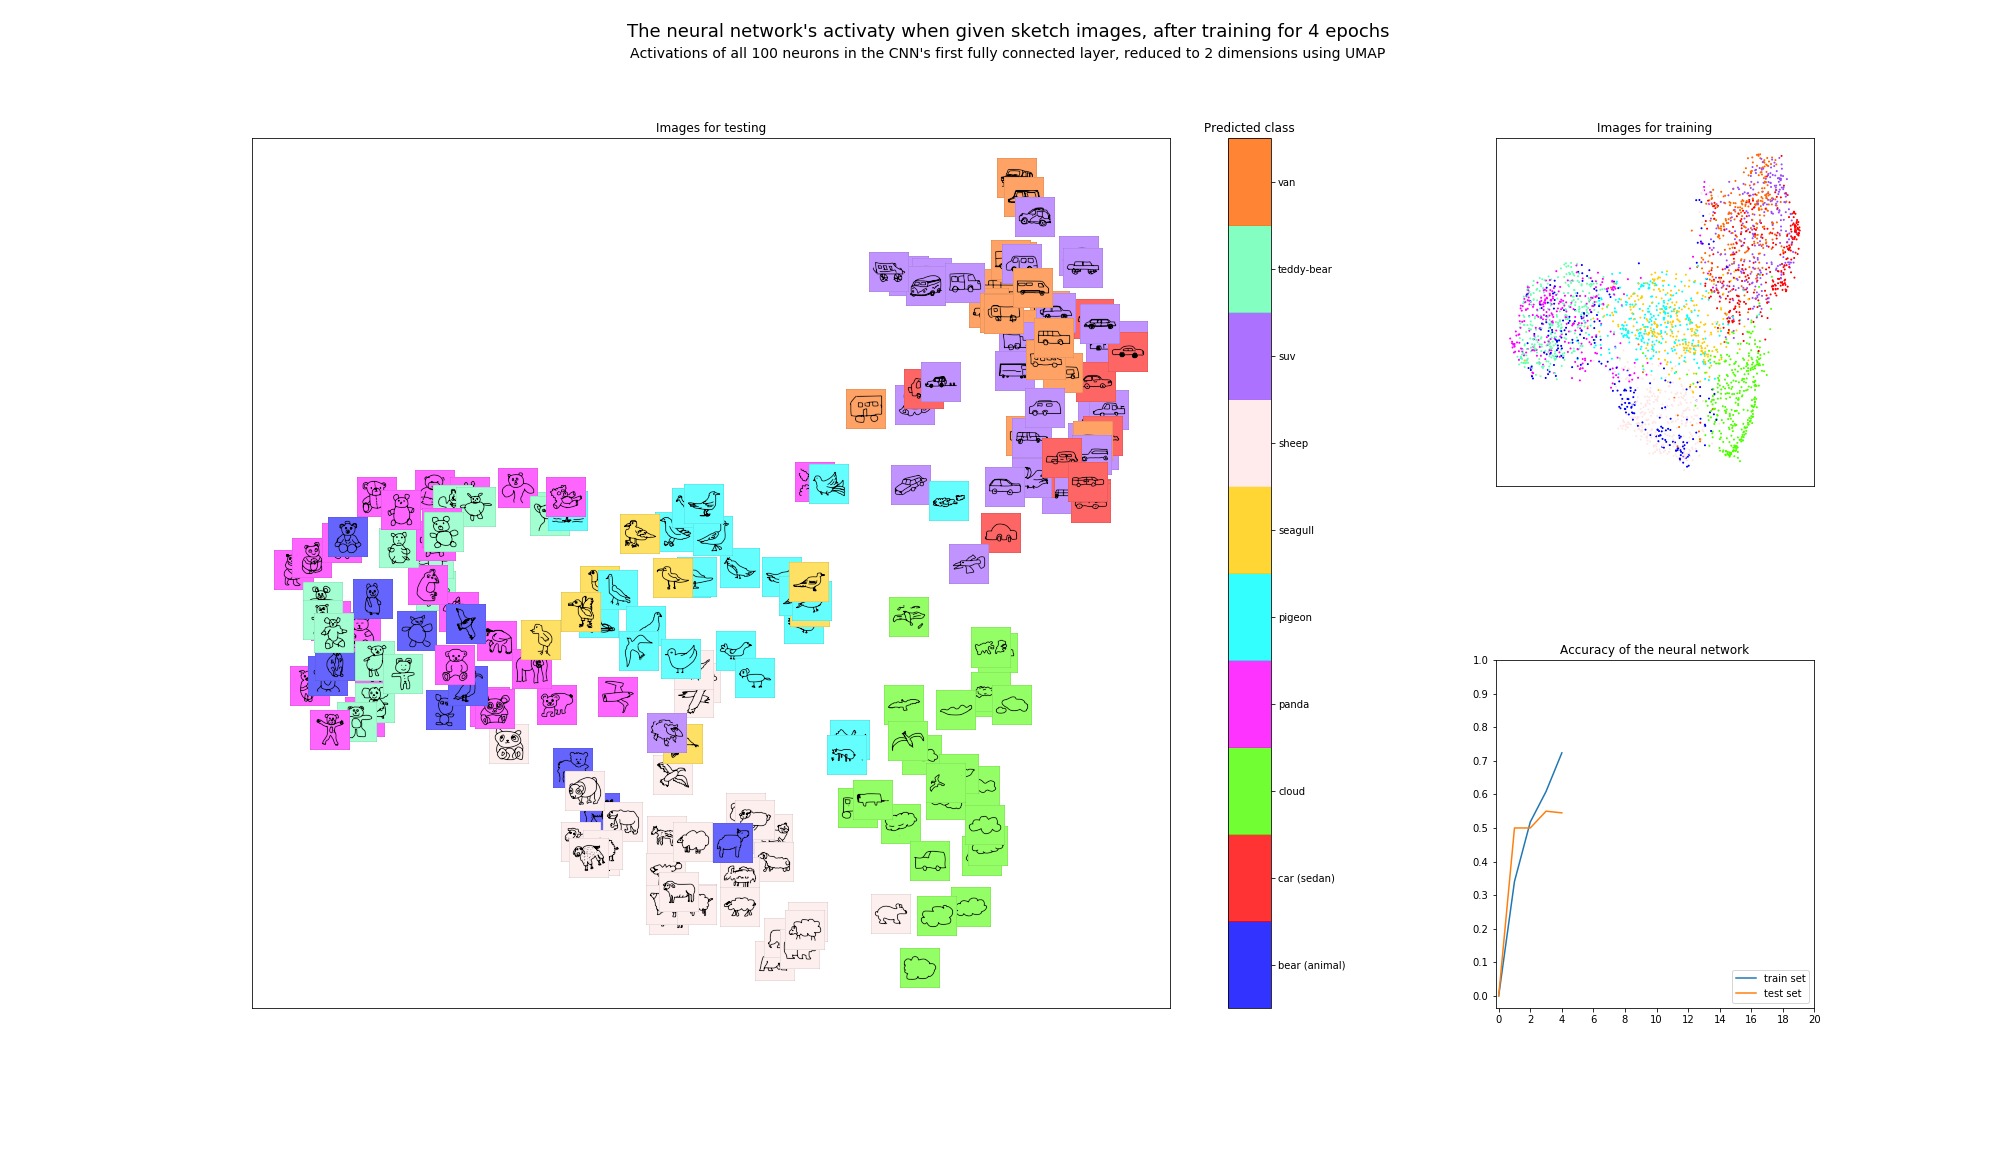 The neural network's activaty when given sketch images, after training for 4 epochs
Activations of all 100 neurons in the CNN's first fully connected layer, reduced to 2 dimensions using UMAP
Images for testing
Predicted class
van
teddy-bear
suv
sheep
seagull
pigeon
panda
cloud
car (sedan)
bear (animal)
Images for training
Accuracy of the neural network
1.0
0.9
0.8
0.7
0.6
0.5
0.4
0.3
0.2
0.1
0.0
train set
test set
0 2 4 6 8 10 12 14 16 18 20